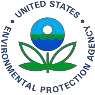 UNITED STATES
ENVIRONMENTAL PROTECTION AGENCY